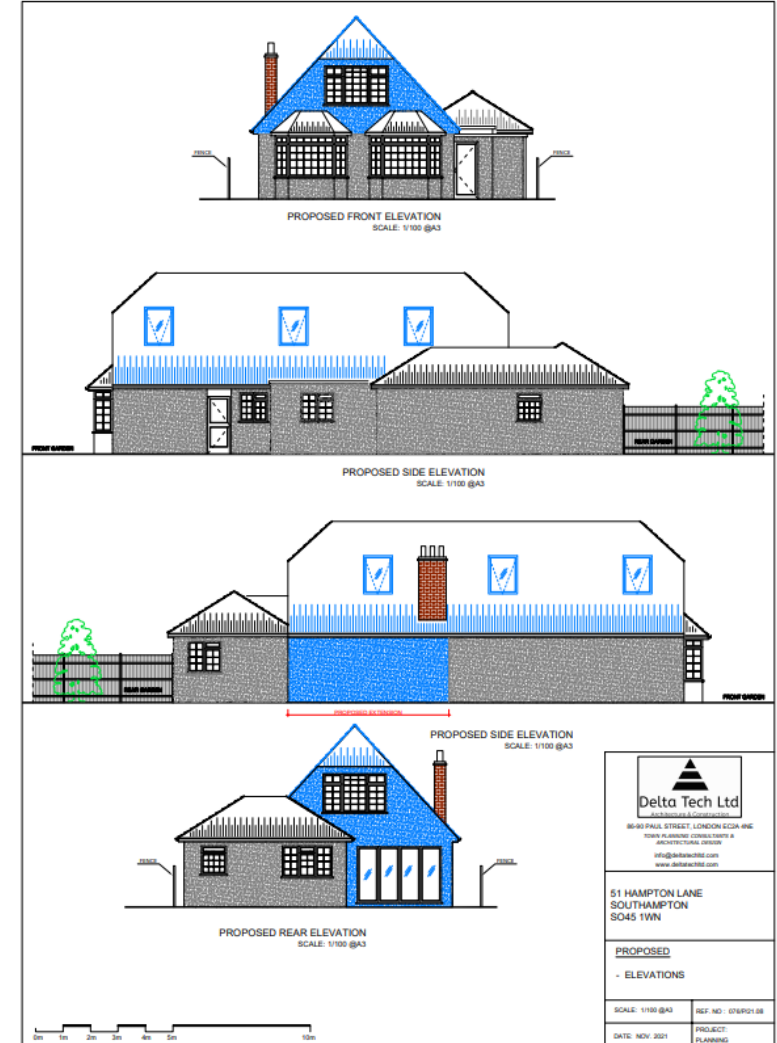 FENCE
FENCE
PROPOSED FRONT ELEVATION
SCALE: 1/100 @A3
FRONT GARDEN
REAR GARDEN
PROPOSED SIDE ELEVATION
SCALE: 1/100 @A3
REAR GARDEN
FRONT GARDEN
PROPOSED EXTENSION
PROPOSED SIDE ELEVATION
SCALE: 1/100 @A3
FENCE
FENCE
PROPOSED REAR ELEVATION
SCALE: 1/100 @A3
0m 1m 2m 3m 4m 5m 10m
Delta Tech Ltd
Architecture & Construction
86-90 PAUL STREET, LONDON EC2A 4NE
TOWN PLANNING CONSULTANTS &
ARCHITECTURAL DESIGN
info@deltatechltd.com
www.deltatechltd.com
51 HAMPTON LANE
SOUTHAMPTON
SO45 1WN
PROPOSED
- ELEVATIONS
SCALE: 1/100 @A3
REF. NO :
DATE: NOV. 2021
PROJECT:
PLANNING